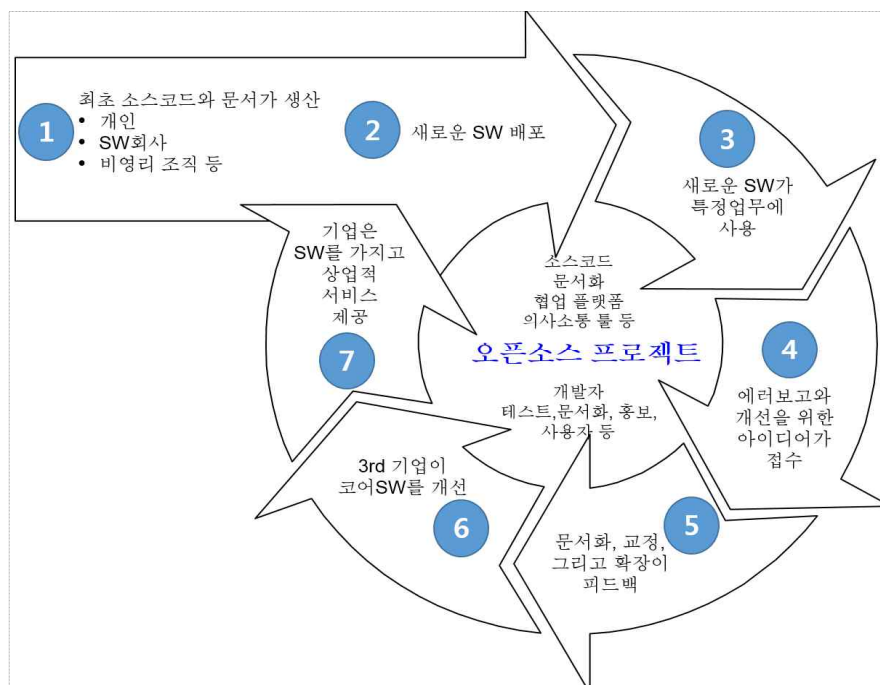 1
최초 소스코드와 문서가 생산
• 개인
• SW회사
• 비영리 조직 등
2
새로운 SW 배포
3
새로운 SW가
특정업무에
사용
4
에러보고와
개선을 위한
아이디어가
접수
5
문서화, 교정,
그리고 확장이
피드백
6
3rd 기업이
코어SW를 개선
7
기업은
SW를 가지고
상업적
서비스
제공
소스코드
문서화
협업 플랫폼
의사소통 툴 등
오픈소스 프로젝트
개발자
테스트,문서화, 홍보,
사용자 등